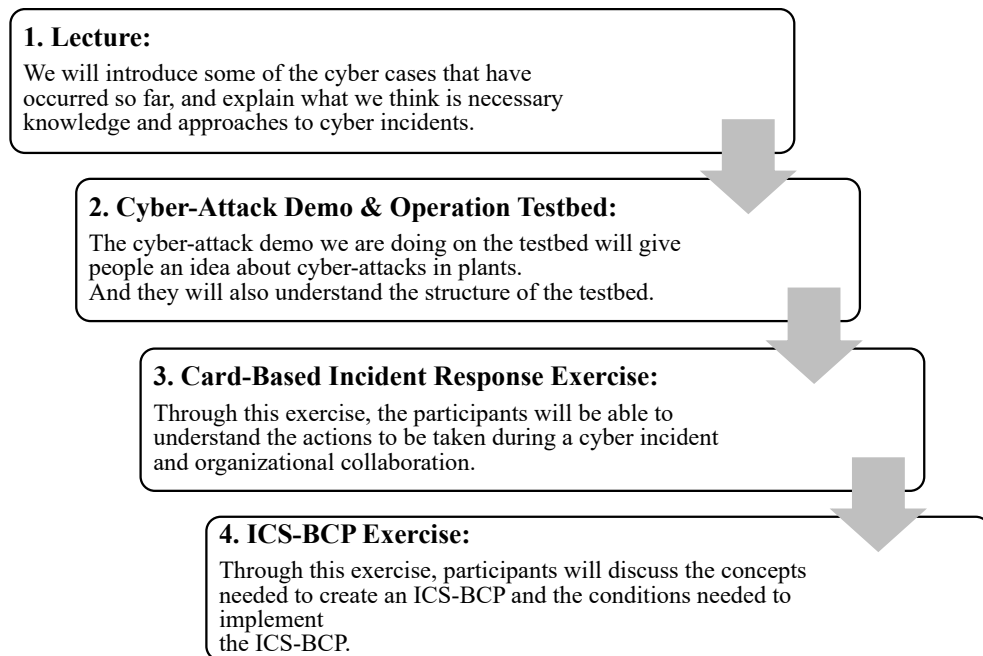 1. Lecture:
We will introduce some of the cyber cases that have
occurred so far, and explain what we think is necessary
knowledge and approaches to cyber incidents.
2. Cyber-Attack Demo & Operation Testbed:
The cyber-attack demo we are doing on the testbed will give
people an idea about cyber-attacks in plants.
And they will also understand the structure of the testbed.
3. Card-Based Incident Response Exercise:
Through this exercise, the participants will be able to
understand the actions to be taken during a cyber incident
and organizational collaboration.
4. ICS-BCP Exercise:
Through this exercise, participants will discuss the concepts
needed to create an ICS-BCP and the conditions needed to
implement
the ICS-BCP.